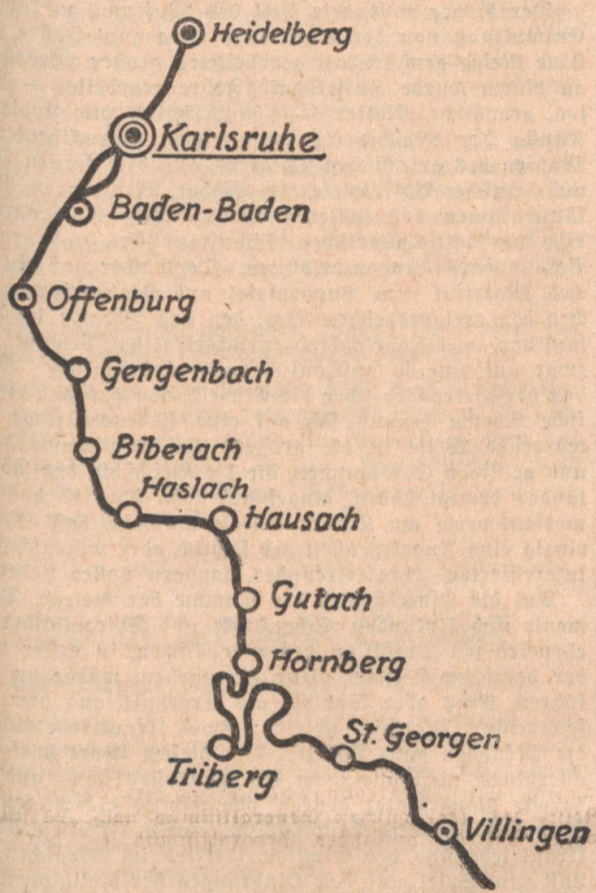 Heidelberg
Karlsruhe
Baden-Baden
Offenburg
Gengenbach
Biberach
Haslach
Hausach
Gutach
Hornberg
St. Georgen
Triberg
Villingen